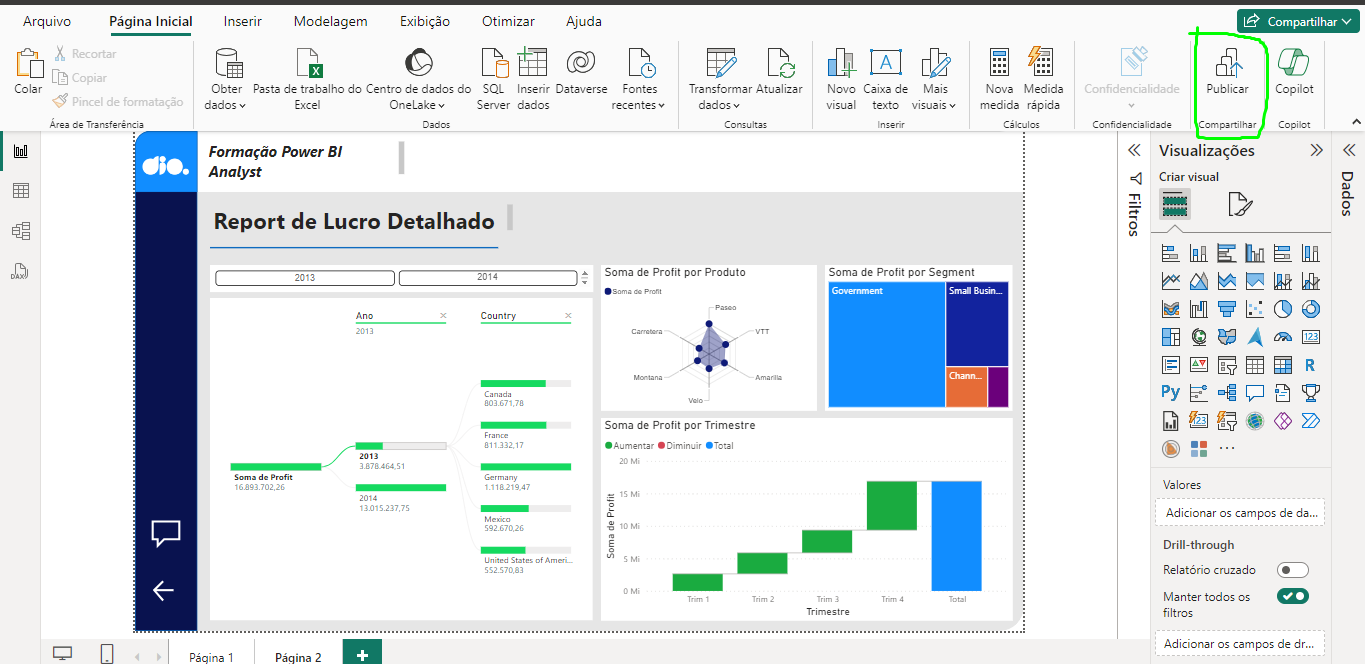 Arquivo Página Inicial Inserir Modelagem Exibição Otimizar Ajuda Compartilhar
Colar
Recortar
Copiar
Pincel de formatação
Área de Transferência
Obter dados
Pasta de trabalho do Excel
Centro de dados do OneLake
SQL Server
Inserir dados
Dataverse
Fontes recentes
Dados
Transformar dados
Atualizar
Consultas
Novo visual
Caixa de texto
Mais visuais
Inserir
Nova medida
Medida rápida
Cálculos
Confidencialidade
Confidencialidade
Publicar
Compartilhar
Copilot
Copilot
dio.
Formação Power BI
Analyst
Report de Lucro Detalhado
2013 2014
Ano
2013
Country
Soma de Profit
16.893.702,26
2013
3.878.464,51
2014
13.015.237,75
Canada
803.671,78
France
811.332,17
Germany
1.118.219,47
Mexico
592.670,26
United States of Ameri...
552.570,83
Soma de Profit por Produto
Soma de Profit
Paseo
VTT
Amarilla
Velo
Montana
Carretera
Soma de Profit por Segment
Government
Small Busin...
Chann...
Soma de Profit por Trimestre
Aumentar Diminuir Total
Soma de Profit
20 Mi
15 Mi
10 Mi
5 Mi
0 Mi
Trim 1 Trim 2 Trim 3 Trim 4 Total
Trimestre
Filtros
Visualizações
Criar visual
123
R
Py
123
Valores
Adicionar os campos de da...
Drill-through
Relatório cruzado
Manter todos os
filtros
Adicionar os campos de dr...
Dados
DAX
Página 1 Página 2